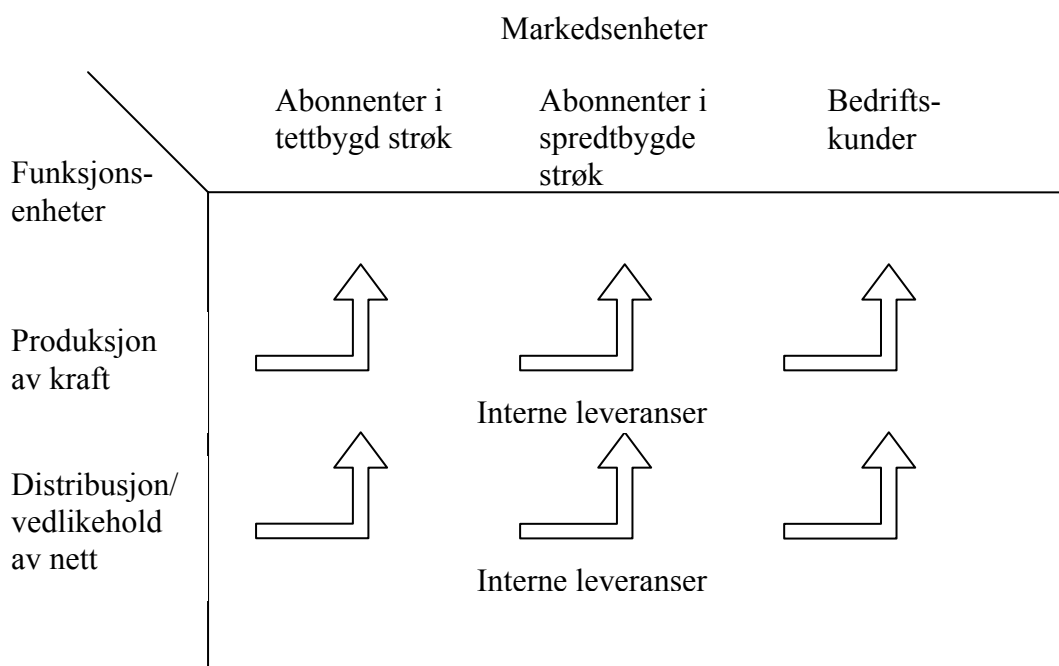 Markedsenheter
Abonnenter i
tettbygd strøk
Abonnenter i
spredtbygde
strøk
Bedrifts-
kunder
Funksjons-
enheter
Produksjon
av kraft
Interne leveranser
Distribusjon/
vedlikehold
av nett
Interne leveranser